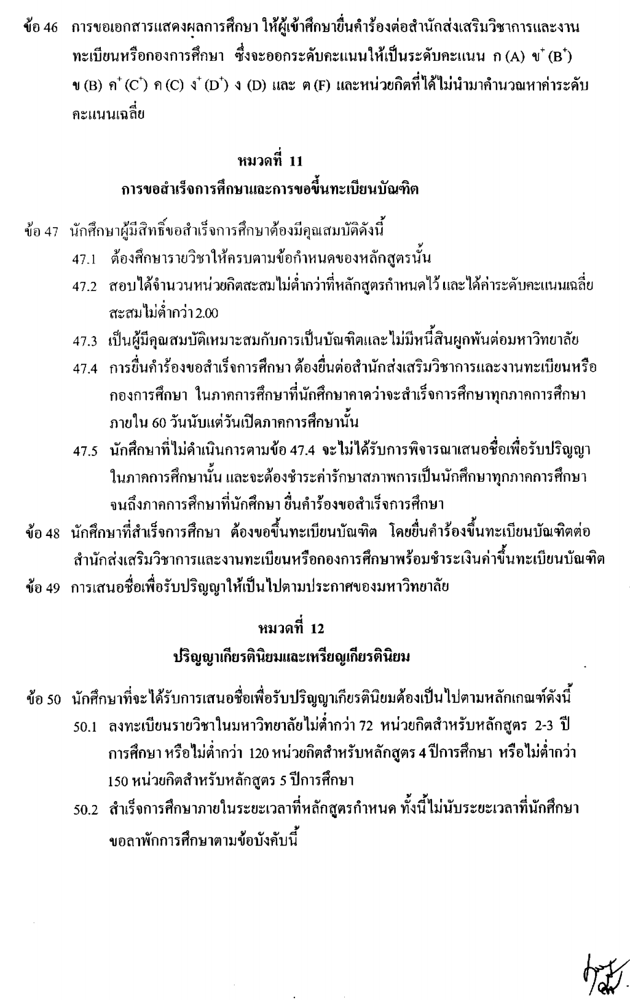 ข้อ 46 การขอเอกสารแสดงผลการศึกษา ให้ผู้เข้าศึกษายื่นคำร้องต่อสำนักส่งเสริมวิชาการและงาน
ทะเบียนหรือกองการศึกษา ซึ่งจะออกระดับคะแนนให้เป็นระดับคะแนน ก (A) ข⁺ (B⁺)
ข (B) ค⁺ (C⁺) ค (C) ง⁺ (D⁺) ง (D) และ ต (F) และหน่วยกิตที่ได้ไม่นำมาคำนวณหาค่าระดับ
คะแนนเฉลี่ย
หมวดที่ 11
การขอสำเร็จการศึกษาและการขอขึ้นทะเบียนบัณฑิต
ข้อ 47 นักศึกษาผู้มีสิทธิ์ขอสำเร็จการศึกษาต้องมีคุณสมบัติดังนี้
47.1 ต้องศึกษารายวิชาให้ครบตามข้อกำหนดของหลักสูตรนั้น
47.2 สอบได้จำนวนหน่วยกิตสะสมไม่ต่ำกว่าที่หลักสูตรกำหนดไว้ และได้ค่าระดับคะแนนเฉลี่ย
สะสมไม่ต่ำกว่า 2.00
47.3 เป็นผู้มีคุณสมบัติเหมาะสมกับการเป็นบัณฑิตและไม่มีหนี้สินผูกพันต่อมหาวิทยาลัย
47.4 การยื่นคำร้องขอสำเร็จการศึกษา ต้องยื่นต่อสำนักส่งเสริมวิชาการและงานทะเบียนหรือ
กองการศึกษา ในภาคการศึกษาที่นักศึกษาคาดว่าจะสำเร็จการศึกษาทุกภาคการศึกษา
ภายใน 60 วันนับแต่วันเปิดภาคการศึกษานั้น
47.5 นักศึกษาที่ไม่ดำเนินการตามข้อ 47.4 จะไม่ได้รับการพิจารณาเสนอชื่อเพื่อรับปริญญา
ในภาคการศึกษานั้น และจะต้องชำระค่ารักษาสภาพการเป็นนักศึกษาทุกภาคการศึกษา
จนถึงภาคการศึกษาที่นักศึกษา ยื่นคำร้องขอสำเร็จการศึกษา
ข้อ 48 นักศึกษาที่สำเร็จการศึกษา ต้องขอขึ้นทะเบียนบัณฑิต โดยยื่นคำร้องขึ้นทะเบียนบัณฑิตต่อ
สำนักส่งเสริมวิชาการและงานทะเบียนหรือกองการศึกษาพร้อมชำระเงินค่าขึ้นทะเบียนบัณฑิต
ข้อ 49 การเสนอชื่อเพื่อรับปริญญาให้เป็นไปตามประกาศของมหาวิทยาลัย
หมวดที่ 12
ปริญญาเกียรตินิยมและเหรียญเกียรตินิยม
ข้อ 50 นักศึกษาที่จะได้รับการเสนอชื่อเพื่อรับปริญญาเกียรตินิยมต้องเป็นไปตามหลักเกณฑ์ดังนี้
50.1 ลงทะเบียนรายวิชาในมหาวิทยาลัยไม่ต่ำกว่า 72 หน่วยกิตสำหรับหลักสูตร 2-3 ปี
การศึกษา หรือไม่ต่ำกว่า 120 หน่วยกิตสำหรับหลักสูตร 4 ปีการศึกษา หรือไม่ต่ำกว่า
150 หน่วยกิตสำหรับหลักสูตร 5 ปีการศึกษา
50.2 สำเร็จการศึกษาภายในระยะเวลาที่หลักสูตรกำหนด ทั้งนี้ไม่นับระยะเวลาที่นักศึกษา
ขอลาพักการศึกษาตามข้อบังคับนี้